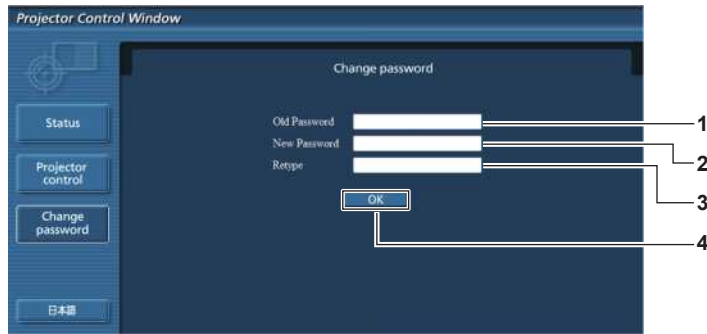 Projector Control Window
Change password
Status
Old Password
1
New Password
2
Projector
control
Retype
3
OK
Change
password
4
日本語